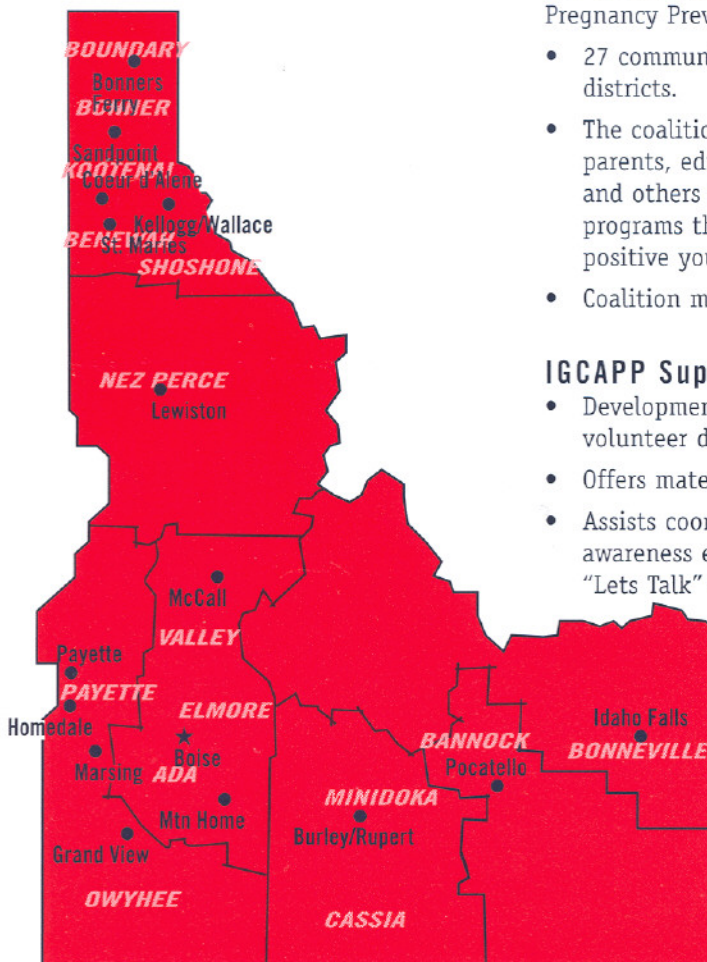 Pregnancy Prev
• 27 commun
districts.
• The coalitio
parents, ed
and others
programs th
positive you
• Coalition m
IGCAPP Sup
• Developmen
volunteer d
• Offers mate
• Assists coor
awareness e
“Lets Talk”
BOUNDARY
Bonners
Ferry
BONNER
Sandpoint
KOOTENAI
Coeur d'Alene
Kellogg/Wallace
BENEWAH
St. Maries
SHOSHONE
NEZ PERCE
Lewiston
McCall
VALLEY
Payette
PAYETTE
ELMORE
Homedale
Boise
Marsing
ADA
Mtn Home
Grand View
OWYHEE
Idaho Falls
BANNOCK
BONNEVILLE
Pocatello
MINIDOKA
Burley/Rupert
CASSIA